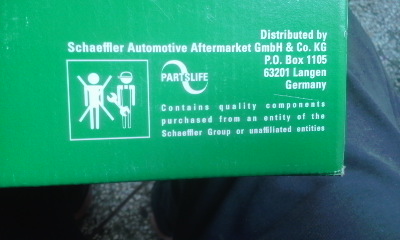 Distributed by
Schaeffler Automotive Aftermarket GmbH & Co. KG
P.O. Box 1105
63201 Langen
Germany
PARTSLIFE
Contains quality components
purchased from an entity of the
Schaeffler Group or unaffiliated entities